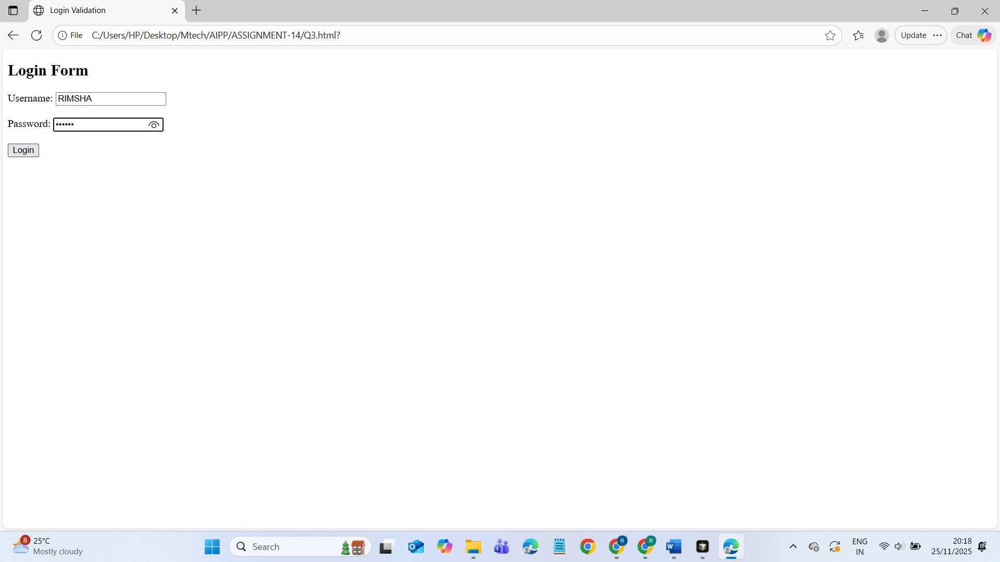 Login Validation
File C:/Users/HP/Desktop/Mtech/AIPP/ASSIGNMENT-14/Q3.html?
Update
Chat
Login Form
Username: RIMSHA
Password: ••••••
Login
8
25°C
Mostly cloudy
Search
R
R
ENG
IN
20:18
25/11/2025